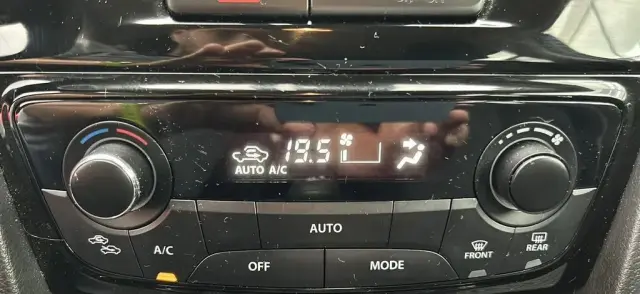 19.5
AUTO A/C
AUTO
A/C
FRONT
REAR
OFF
MODE